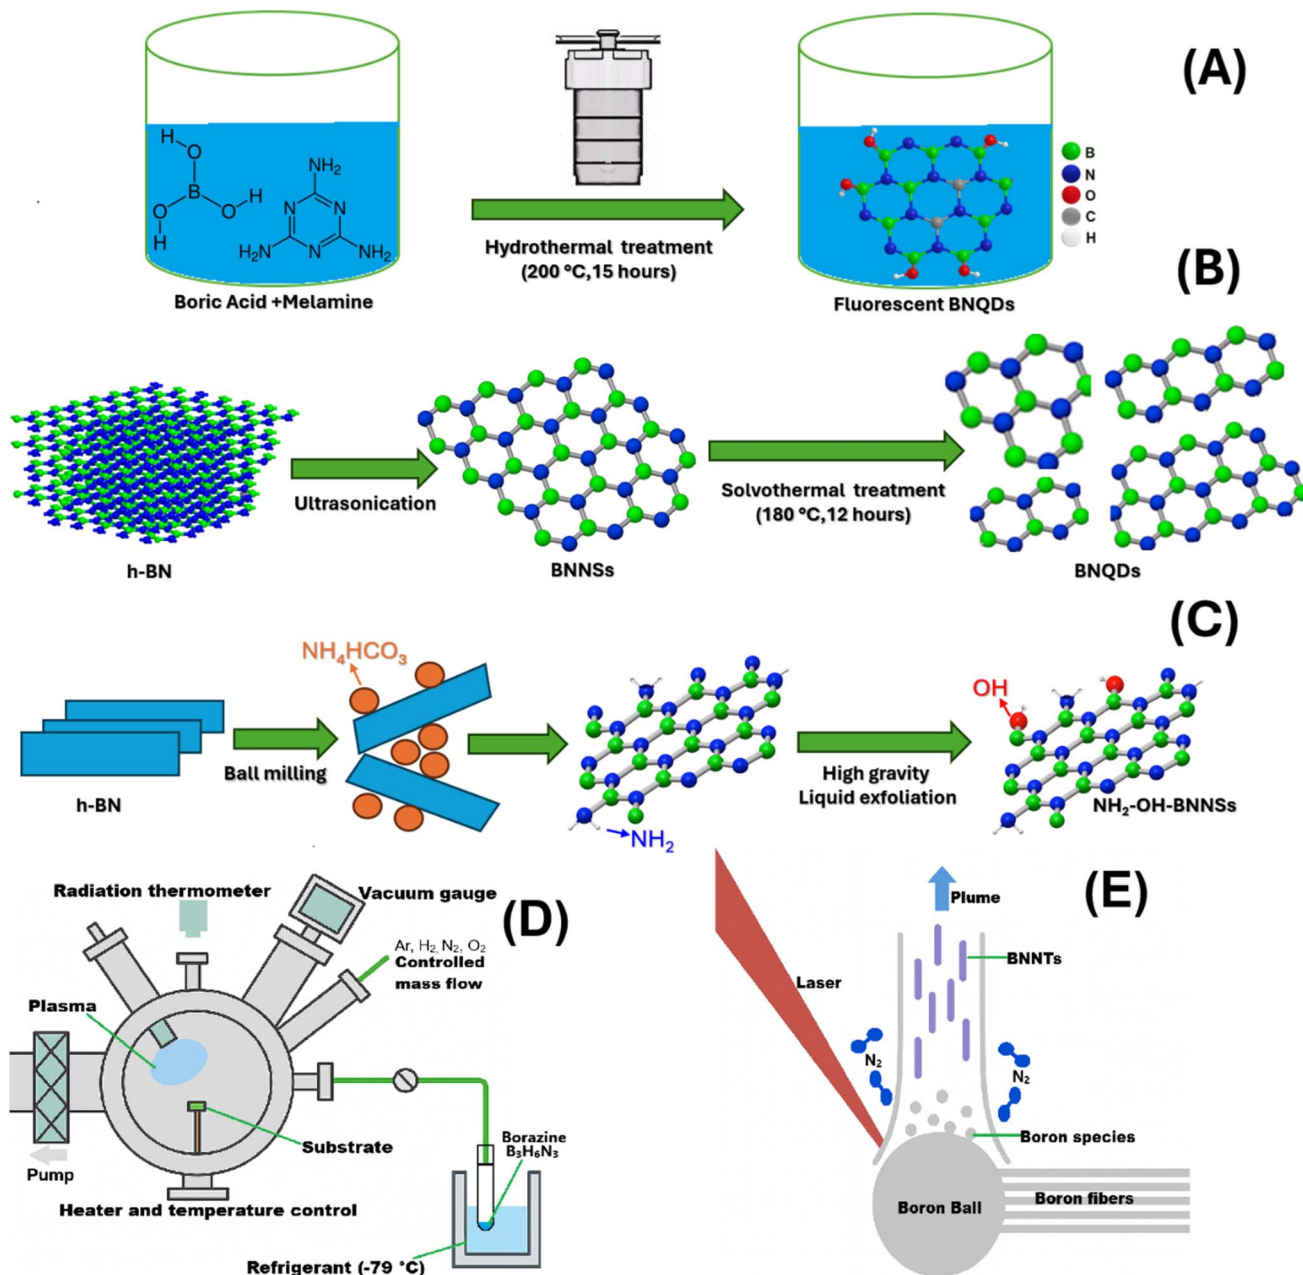 (A)
H
O
B
O
H
O
H
NH₂
N
N
H₂N
N
NH₂
Boric Acid +Melamine
Hydrothermal treatment
(200 °C,15 hours)
Fluorescent BNQDs
B
N
O
C
H
(B)
h-BN
Ultrasonication
BNNSs
Solvothermal treatment
(180 °C,12 hours)
BNQDs
(C)
h-BN
Ball milling
NH₄HCO₃
NH₂
High gravity
Liquid exfoliation
OH
NH₂-OH-BNNSs
(D)
Radiation thermometer
Vacuum gauge
Ar, H₂, N₂, O₂
Controlled
mass flow
Plasma
Substrate
Pump
Heater and temperature control
Borazine
B₃H₆N₃
Refrigerant (-79 °C)
(E)
Plume
BNNTs
Laser
N₂
N₂
Boron species
Boron Ball
Boron fibers